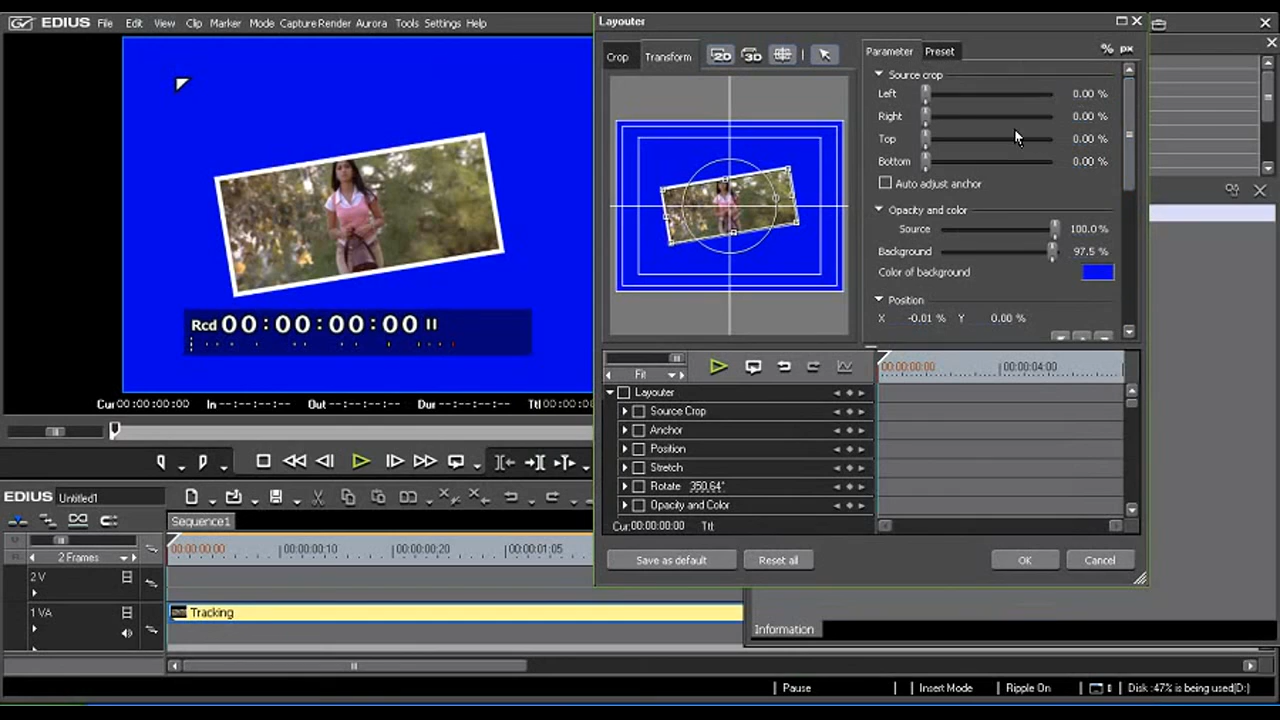 EDIUS File Edit View Clip Marker Mode Capture Render Aurora Tools Settings Help
Layouter
Crop Transform 2D 3D
Parameter Preset % px
Source crop
Left 0.00 %
Right 0.00 %
Top 0.00 %
Bottom 0.00 %
Auto adjust anchor
Opacity and color
Source 100.0%
Background 97.5 %
Color of background
Position
X -0.01 % Y 0.00 %
Rcd 00:00:00:00
Cur 00:00:00:00 In --:--:--:-- Out --:--:--:-- Dur --:--:--:-- Ttl 00:00:0
Fit
00:00:00:00 00:00:04:00
Layouter
Source Crop
Anchor
Position
Stretch
Rotate 350.64°
Opacity and Color
Cur:00:00:00:00 Ttl
Save as default Reset all OK Cancel
EDIUS Untitled1
Sequence1
2 Frames
00:00:00:00 00:00:00:10 00:00:00:20 00:00:01:05
2 V
1 VA
Tracking
Information
Pause Insert Mode Ripple On Disk :47% is being used(D:)